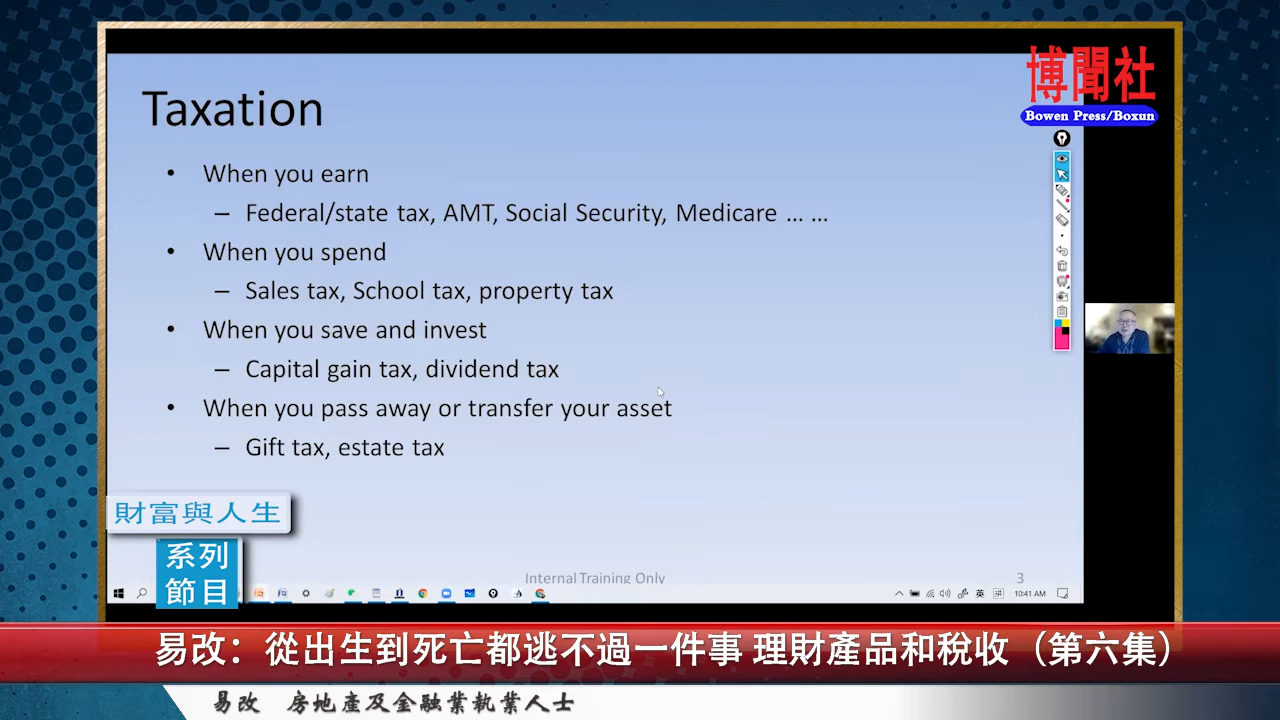 博聞社
Bowen Press/Boxun
Taxation
• When you earn
– Federal/state tax, AMT, Social Security, Medicare … …
• When you spend
– Sales tax, School tax, property tax
• When you save and invest
– Capital gain tax, dividend tax
• When you pass away or transfer your asset
– Gift tax, estate tax
財富與人生
系列
節目
Internal Training Only
3
英
拼
10:41 AM
易改：從出生到死亡都逃不過一件事 理財產品和稅收（第六集）
易改 房地產及金融業執業人士